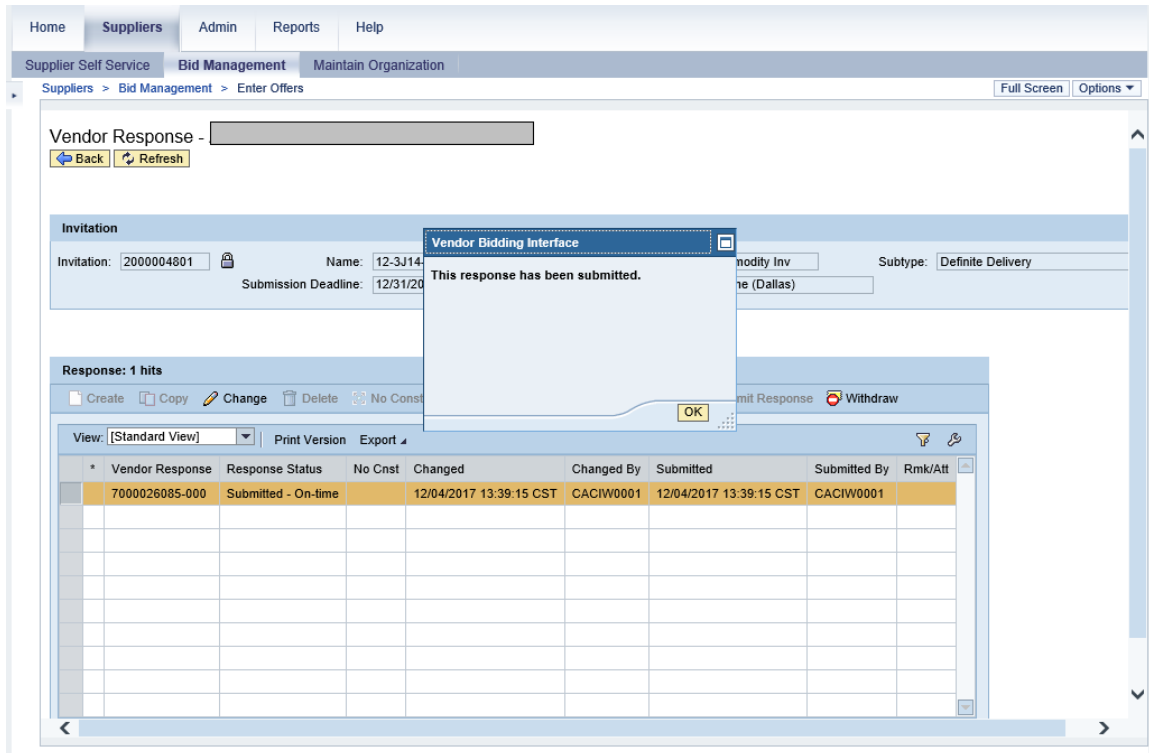 Home Suppliers Admin Reports Help
Supplier Self Service Bid Management Maintain Organization
Suppliers > Bid Management > Enter Offers Full Screen Options
Vendor Response -
Back Refresh
Invitation
Invitation: 2000004801 Name: 12-3J14- Inv Subtype: Definite Delivery
Submission Deadline: 12/31/20 (Dallas)
Vendor Bidding Interface
This response has been submitted.
OK
Response: 1 hits
Create Copy Change Delete No Response Withdraw
View: [Standard View] Print Version Export
* Vendor Response Response Status No Cnst Changed Changed By Submitted Submitted By Rmk/Att
7000026085-000 Submitted - On-time 12/04/2017 13:39:15 CST CACIW0001 12/04/2017 13:39:15 CST CACIW0001